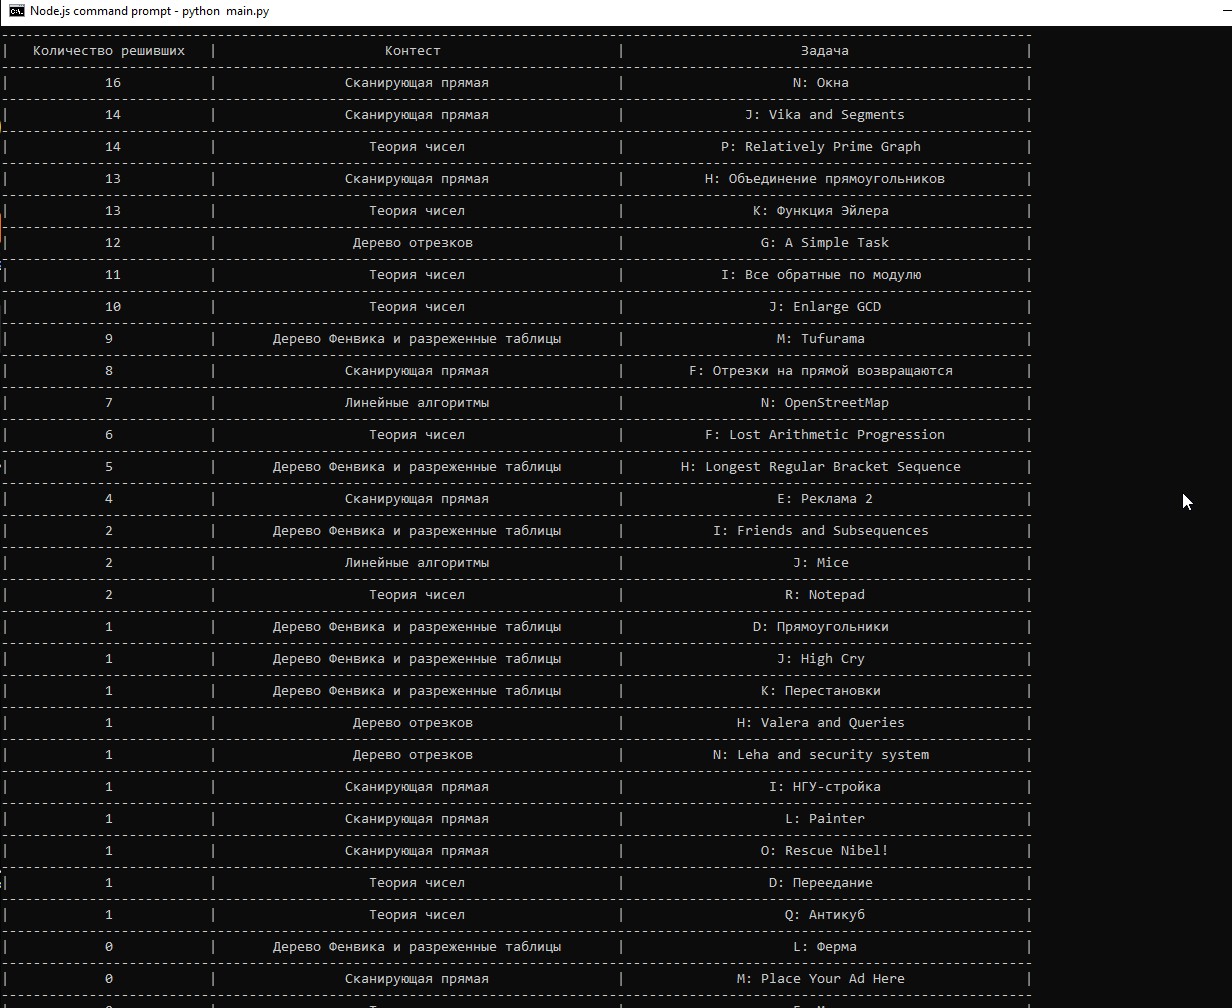 Node.js command prompt - python main.py
| Количество решивших | Контест | Задача |
| 16 | Сканирующая прямая | N: Окна |
| 14 | Сканирующая прямая | J: Vika and Segments |
| 14 | Теория чисел | P: Relatively Prime Graph |
| 13 | Сканирующая прямая | H: Объединение прямоугольников |
| 13 | Теория чисел | K: Функция Эйлера |
| 12 | Дерево отрезков | G: A Simple Task |
| 11 | Теория чисел | I: Все обратные по модулю |
| 10 | Теория чисел | J: Enlarge GCD |
| 9 | Дерево Фенвика и разреженные таблицы | M: Tufurama |
| 8 | Сканирующая прямая | F: Отрезки на прямой возвращаются |
| 7 | Линейные алгоритмы | N: OpenStreetMap |
| 6 | Теория чисел | F: Lost Arithmetic Progression |
| 5 | Дерево Фенвика и разреженные таблицы | H: Longest Regular Bracket Sequence |
| 4 | Сканирующая прямая | E: Реклама 2 |
| 2 | Дерево Фенвика и разреженные таблицы | I: Friends and Subsequences |
| 2 | Линейные алгоритмы | J: Mice |
| 2 | Теория чисел | R: Notepad |
| 1 | Дерево Фенвика и разреженные таблицы | D: Прямоугольники |
| 1 | Дерево Фенвика и разреженные таблицы | J: High Cry |
| 1 | Дерево Фенвика и разреженные таблицы | K: Перестановки |
| 1 | Дерево отрезков | H: Valera and Queries |
| 1 | Дерево отрезков | N: Leha and security system |
| 1 | Сканирующая прямая | I: НГУ-стройка |
| 1 | Сканирующая прямая | L: Painter |
| 1 | Сканирующая прямая | O: Rescue Nibel! |
| 1 | Теория чисел | D: Переедание |
| 1 | Теория чисел | Q: Антикуб |
| 0 | Дерево Фенвика и разреженные таблицы | L: Ферма |
| 0 | Сканирующая прямая | M: Place Your Ad Here |